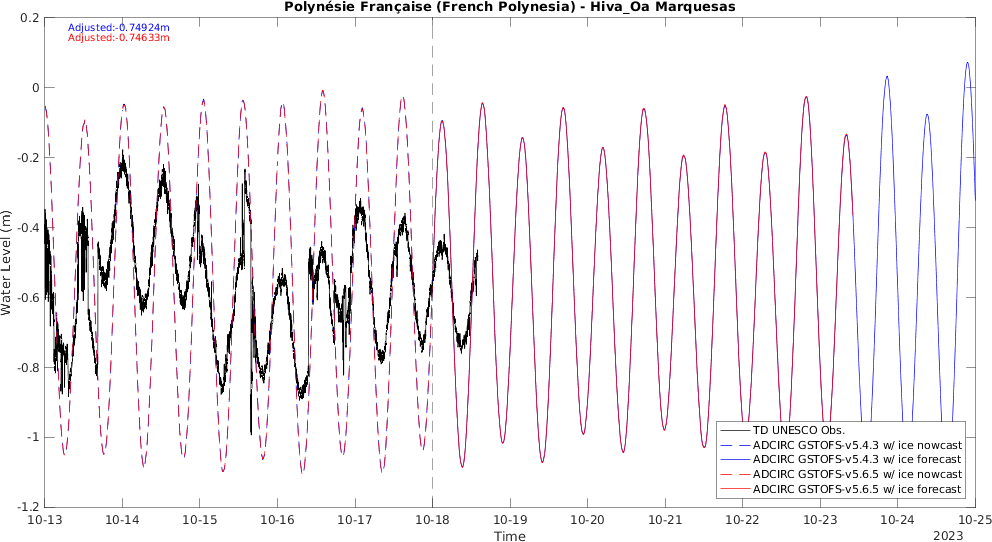 Polynésie Française (French Polynesia) - Hiva_Oa Marquesas
Adjusted:-0.74924m
Adjusted:-0.74633m
0.2
0
-0.2
-0.4
-0.6
-0.8
-1
-1.2
Water Level (m)
TD UNESCO Obs.
ADCIRC GSTOFS-v5.4.3 w/ ice nowcast
ADCIRC GSTOFS-v5.4.3 w/ ice forecast
ADCIRC GSTOFS-v5.6.5 w/ ice nowcast
ADCIRC GSTOFS-v5.6.5 w/ ice forecast
10-13 10-14 10-15 10-16 10-17 10-18 10-19 10-20 10-21 10-22 10-23 10-24 10-25
Time
2023